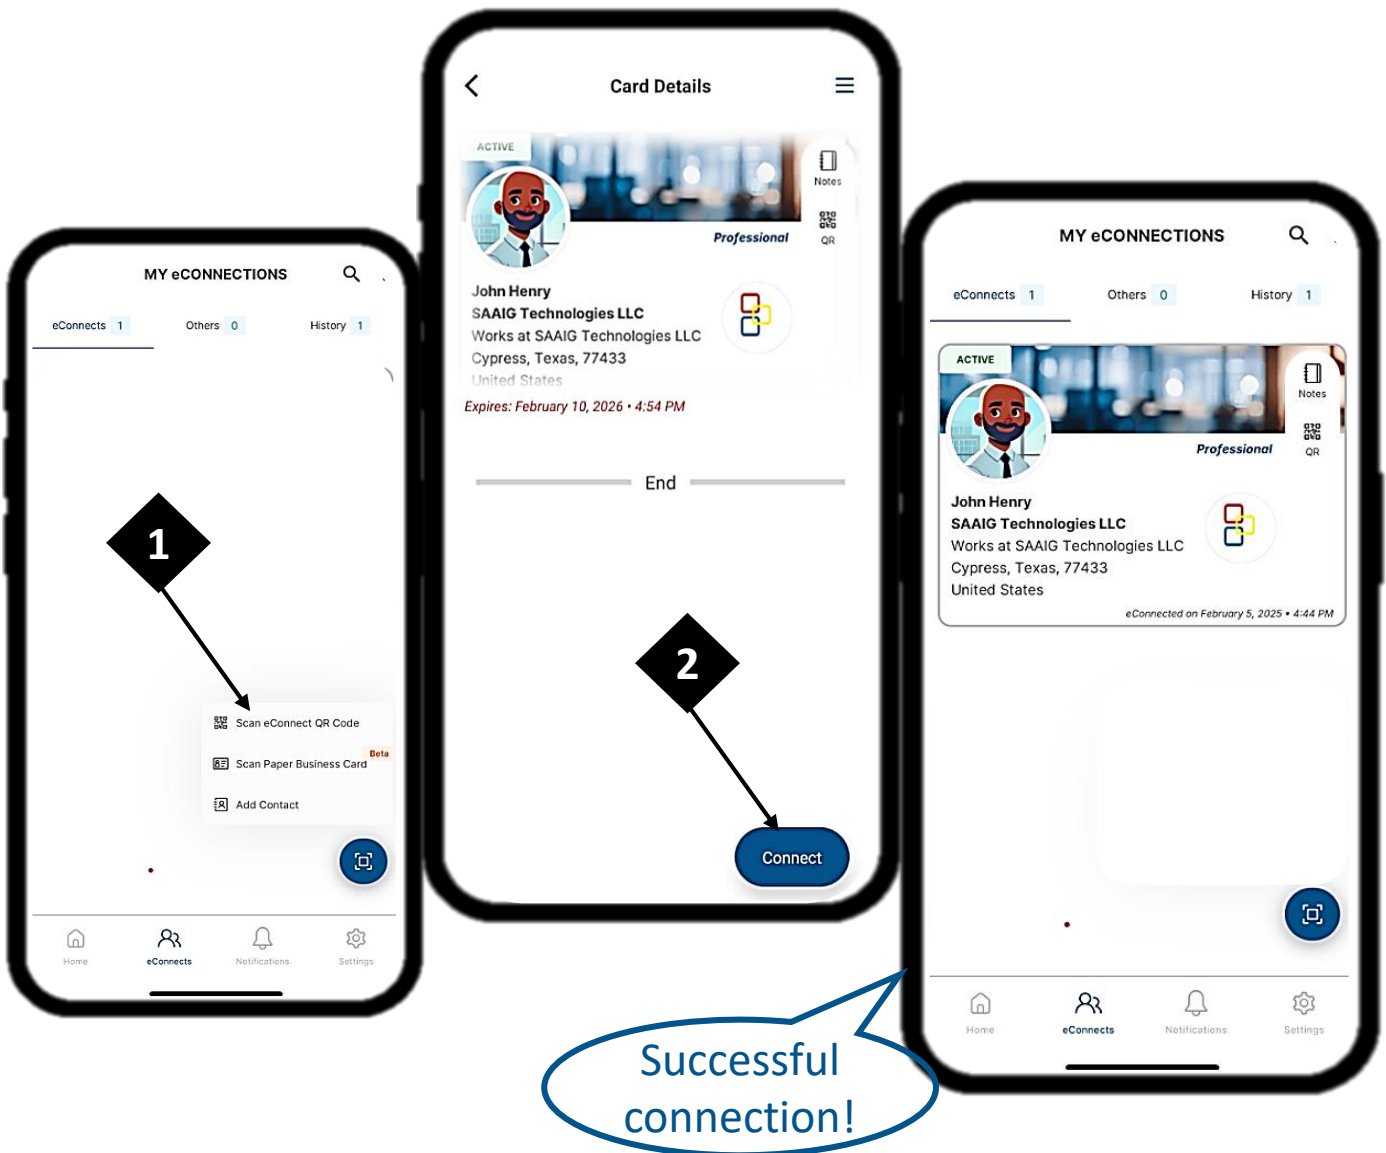 MY eCONNECTIONS
eConnects 1
Others 0
History 1
1
Scan eConnect QR Code
Beta
Scan Paper Business Card
Add Contact
Home
eConnects
Notifications
Settings
Card Details
ACTIVE
Notes
QR
Professional
John Henry
SAAIG Technologies LLC
Works at SAAIG Technologies LLC
Cypress, Texas, 77433
United States
Expires: February 10, 2026 • 4:54 PM
End
2
Connect
MY eCONNECTIONS
eConnects 1
Others 0
History 1
ACTIVE
Notes
QR
Professional
John Henry
SAAIG Technologies LLC
Works at SAAIG Technologies LLC
Cypress, Texas, 77433
United States
eConnected on February 5, 2025 • 4:44 PM
Home
eConnects
Notifications
Settings
Successful
connection!